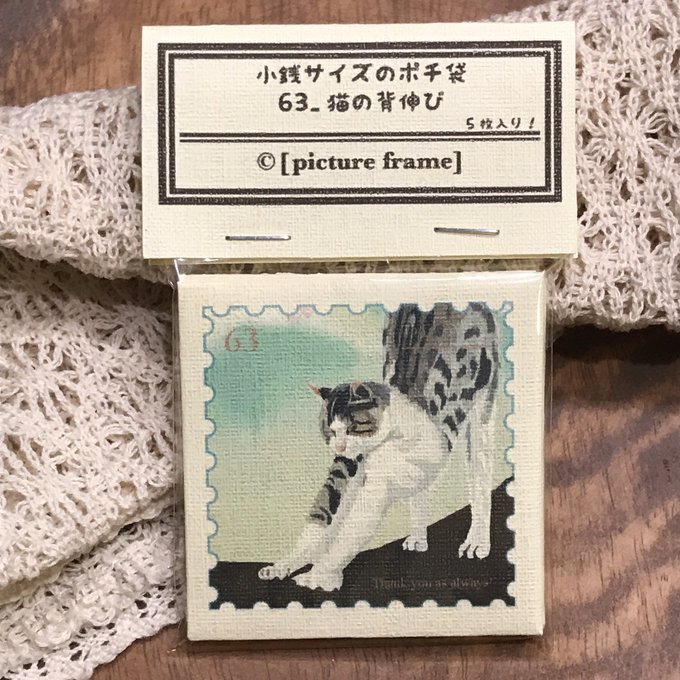 小銭サイズのポチ袋
63_猫の背伸び
5枚入り!
©[picture frame]
63
Thank you as always!